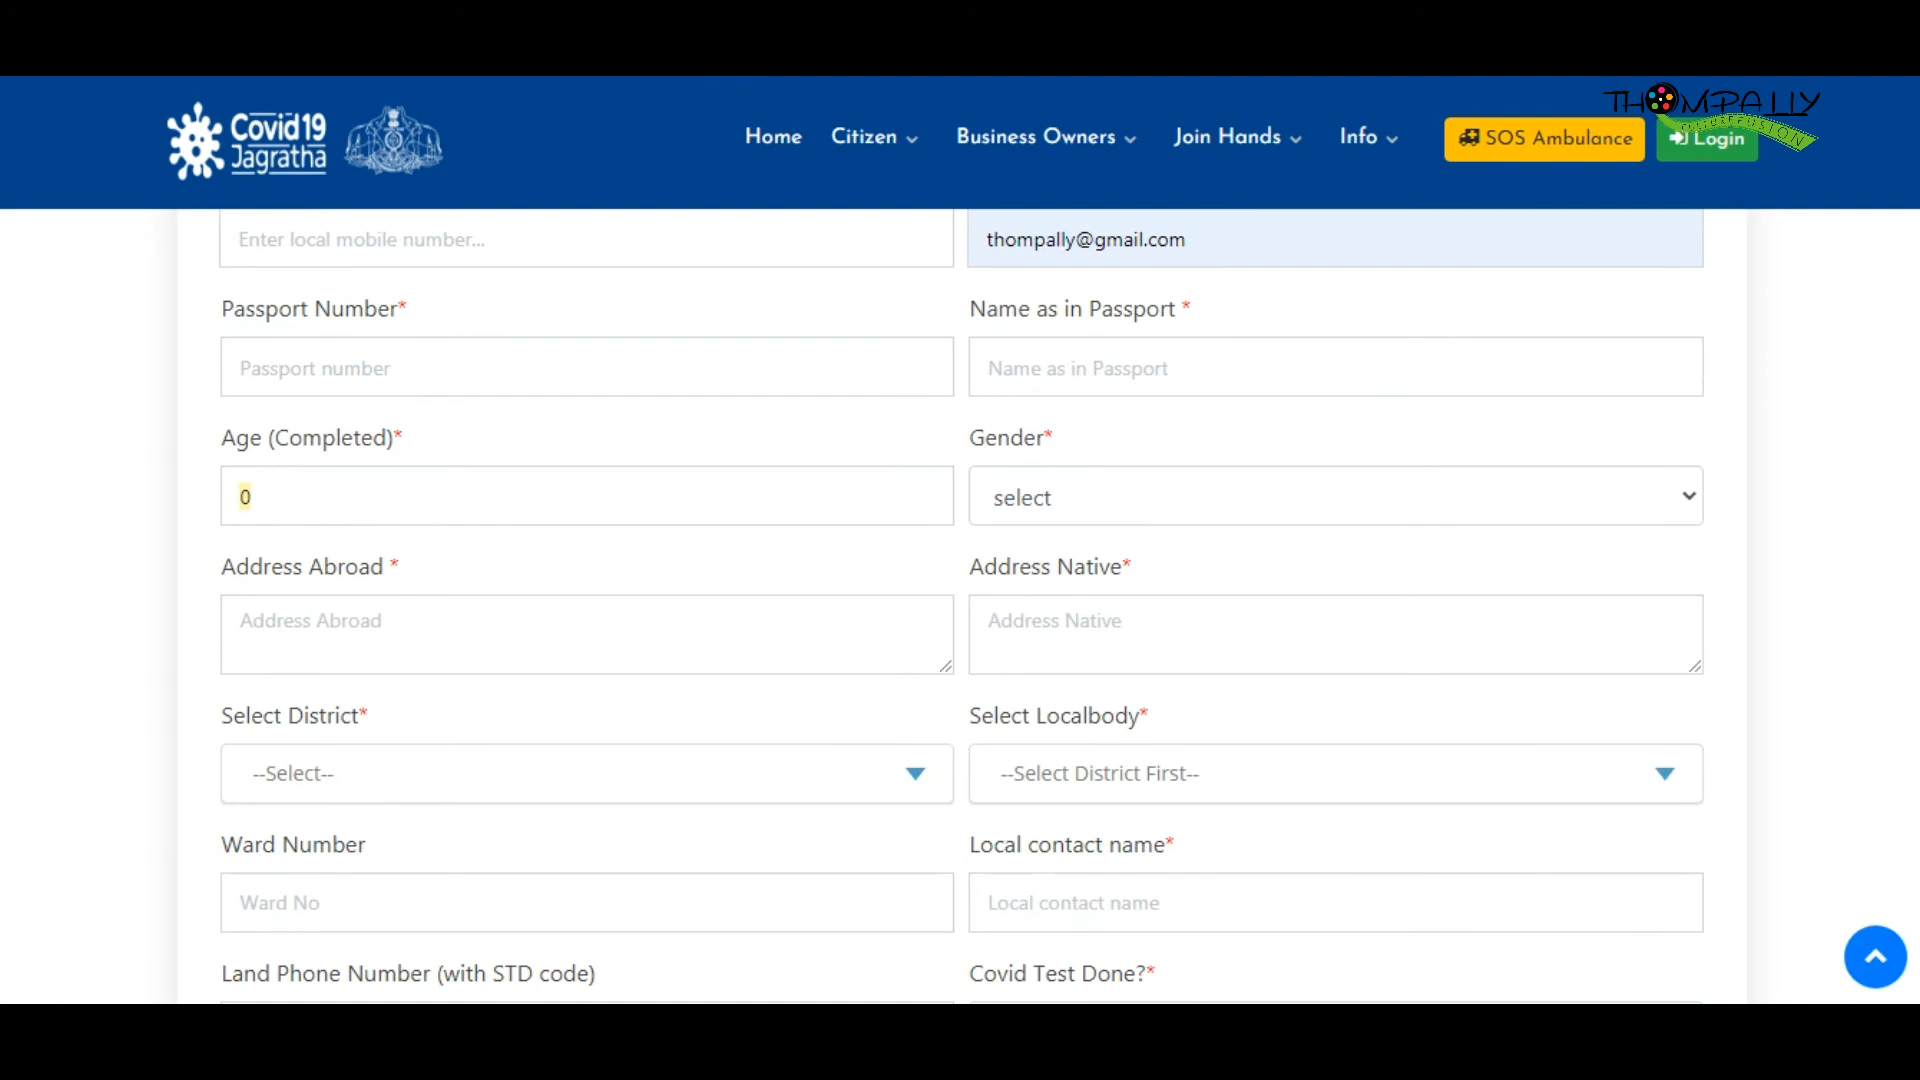 THOMPALLY
CULTUREFUSION
Covid19
Jagratha
Home Citizen Business Owners Join Hands Info SOS Ambulance Login
Enter local mobile number... thompally@gmail.com
Passport Number* Name as in Passport *
Passport number Name as in Passport
Age (Completed)* Gender*
0 select
Address Abroad * Address Native*
Address Abroad Address Native
Select District* Select Localbody*
--Select-- --Select District First--
Ward Number Local contact name*
Ward No Local contact name
Land Phone Number (with STD code) Covid Test Done?*